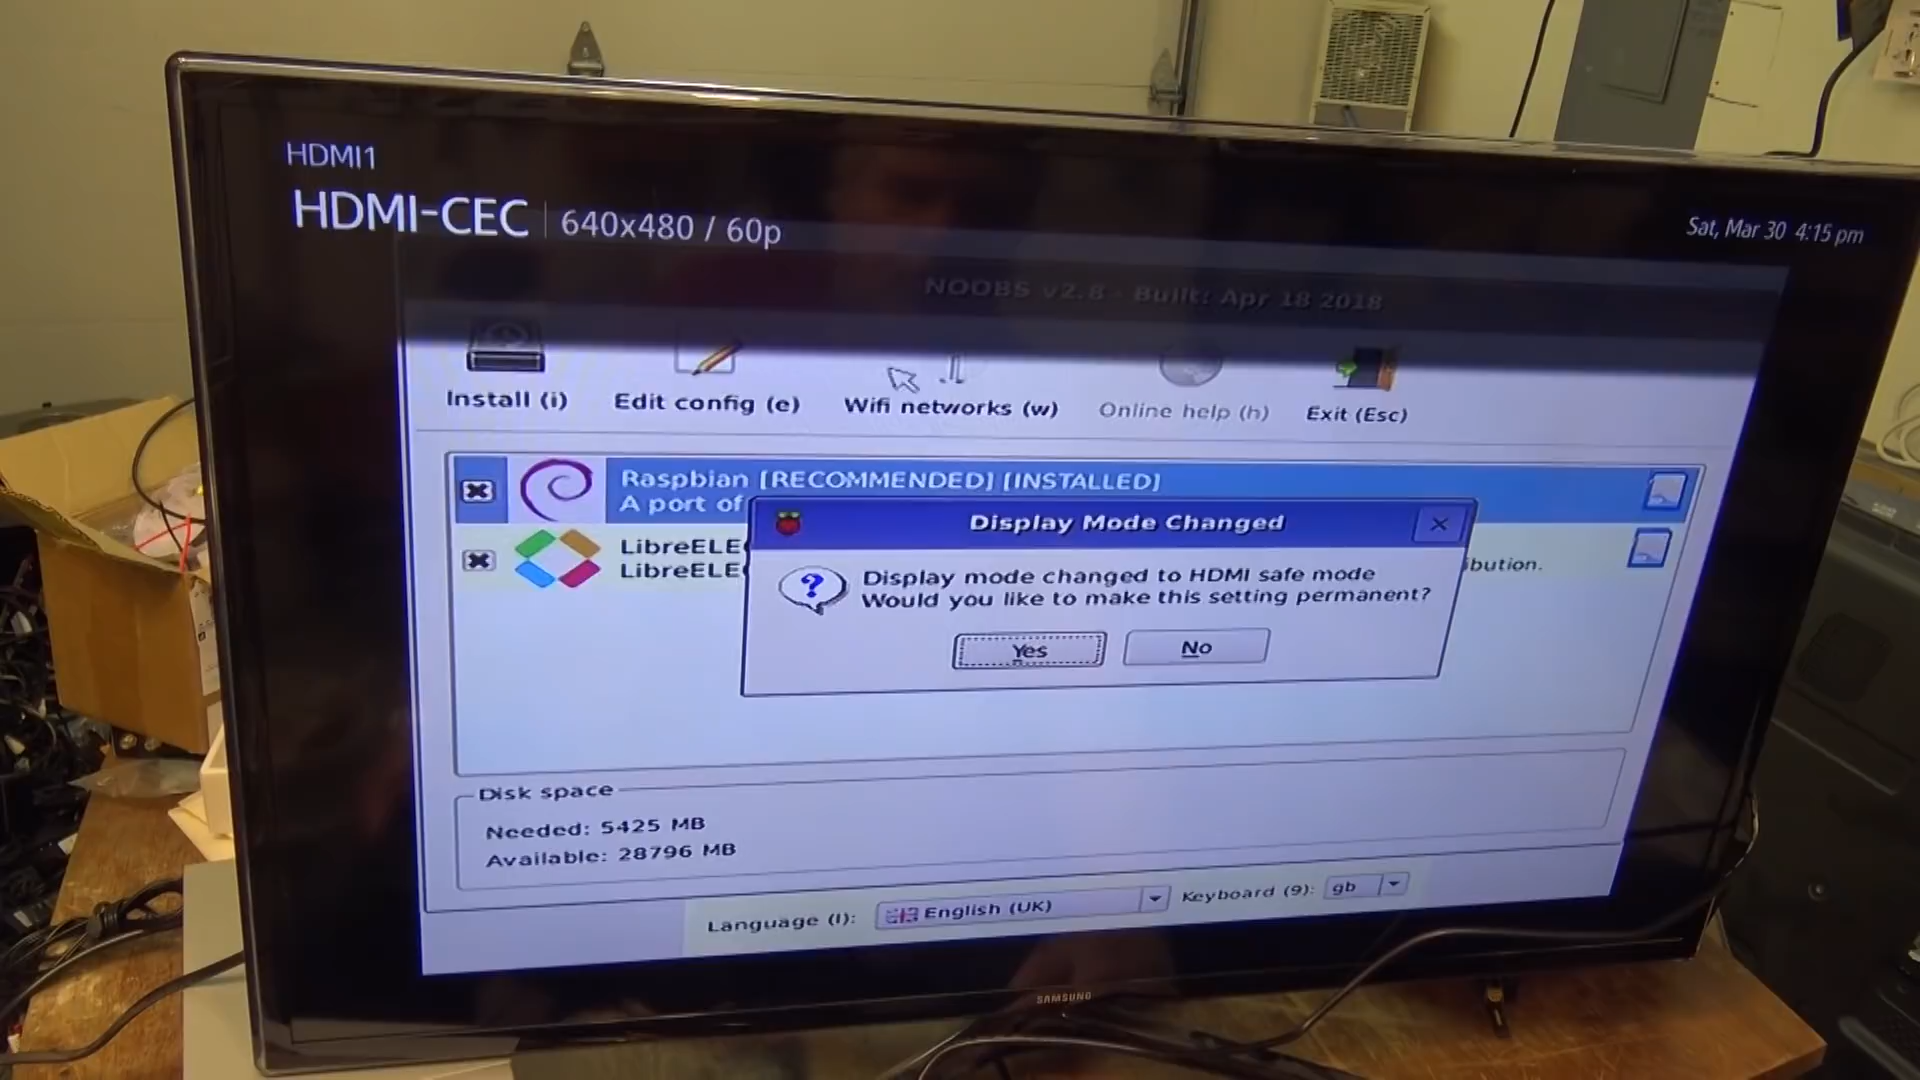 HDMI1
HDMI-CEC | 640x480 / 60p
Sat, Mar 30 4:15 pm
NOOBS v2.8 - Built: Apr 18 2018
Install (i)
Edit config (e)
Wifi networks (w)
Online help (h)
Exit (Esc)
Raspbian [RECOMMENDED] [INSTALLED]
A port of
LibreELE
LibreELE
ibution.
Display Mode Changed
Display mode changed to HDMI safe mode
Would you like to make this setting permanent?
Yes
No
Disk space
Needed: 5425 MB
Available: 28796 MB
Language (l): English (UK)
Keyboard (9): gb
SAMSUNG